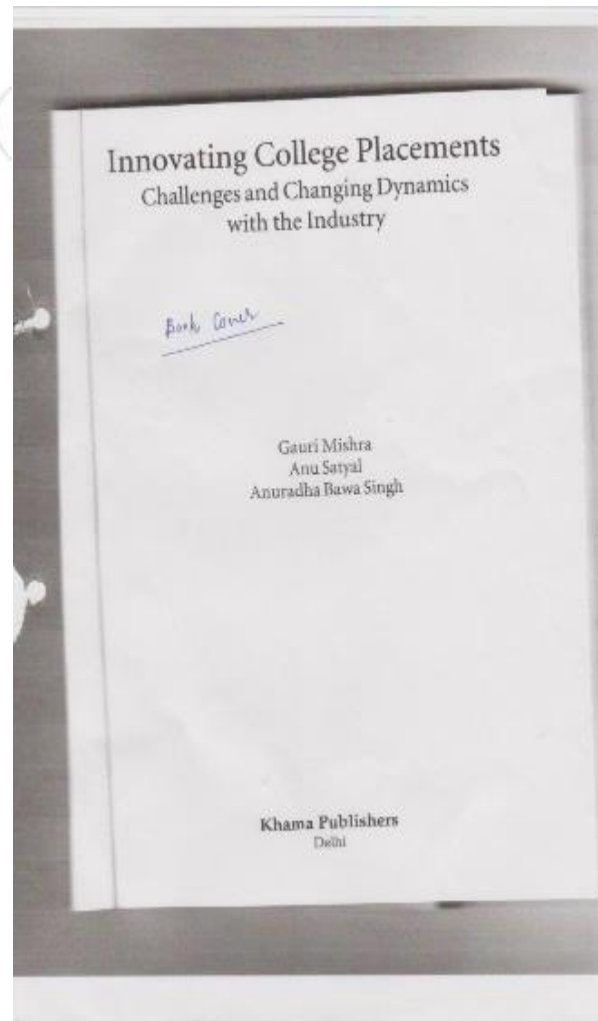 Innovating College Placements
Challenges and Changing Dynamics
with the Industry
Book Cover
Gauri Mishra
Anu Satyal
Anuradha Bawa Singh
Khama Publishers
Delhi